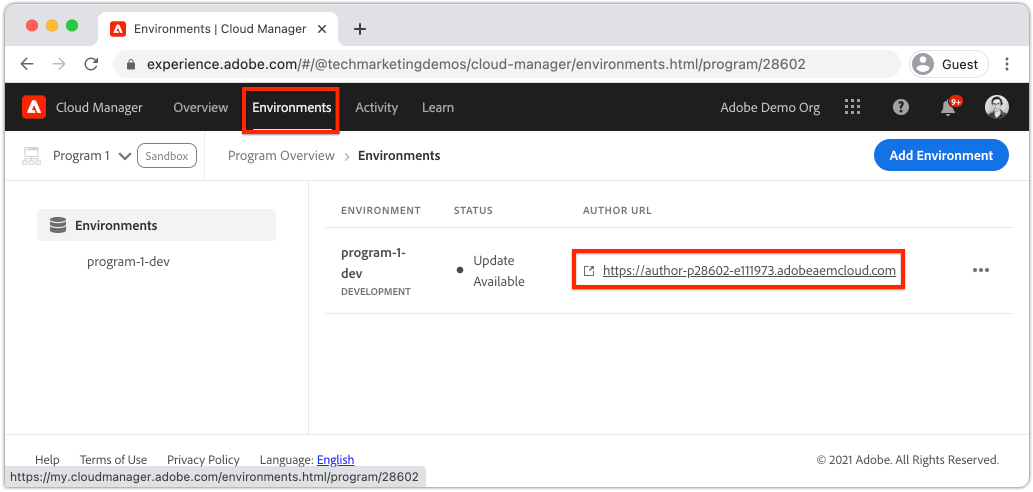 Environments | Cloud Manager
experience.adobe.com/#/@techmarketingdemos/cloud-manager/environments.html/program/28602
Guest
Cloud Manager Overview Environments Activity Learn Adobe Demo Org 9+
Program 1 Sandbox Program Overview Environments Add Environment
Environments
program-1-dev
ENVIRONMENT STATUS AUTHOR URL
program-1-
dev
DEVELOPMENT
Update
Available
https://author-p28602-e111973.adobeaemcloud.com
Help Terms of Use Privacy Policy Language: English © 2021 Adobe. All Rights Reserved.
https://my.cloudmanager.adobe.com/environments.html/program/28602